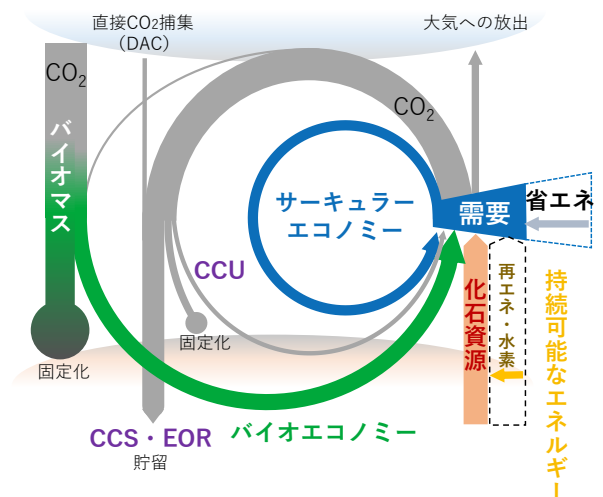 直接CO2捕集
(DAC)
大気への放出
CO2
CO2
バイオマス
サーキュラー
エコノミー
需要
省エネ
CCU
化石資源
再エネ・水素
持続可能なエネルギー
固定化
固定化
CCS・EOR
貯留
バイオエコノミー